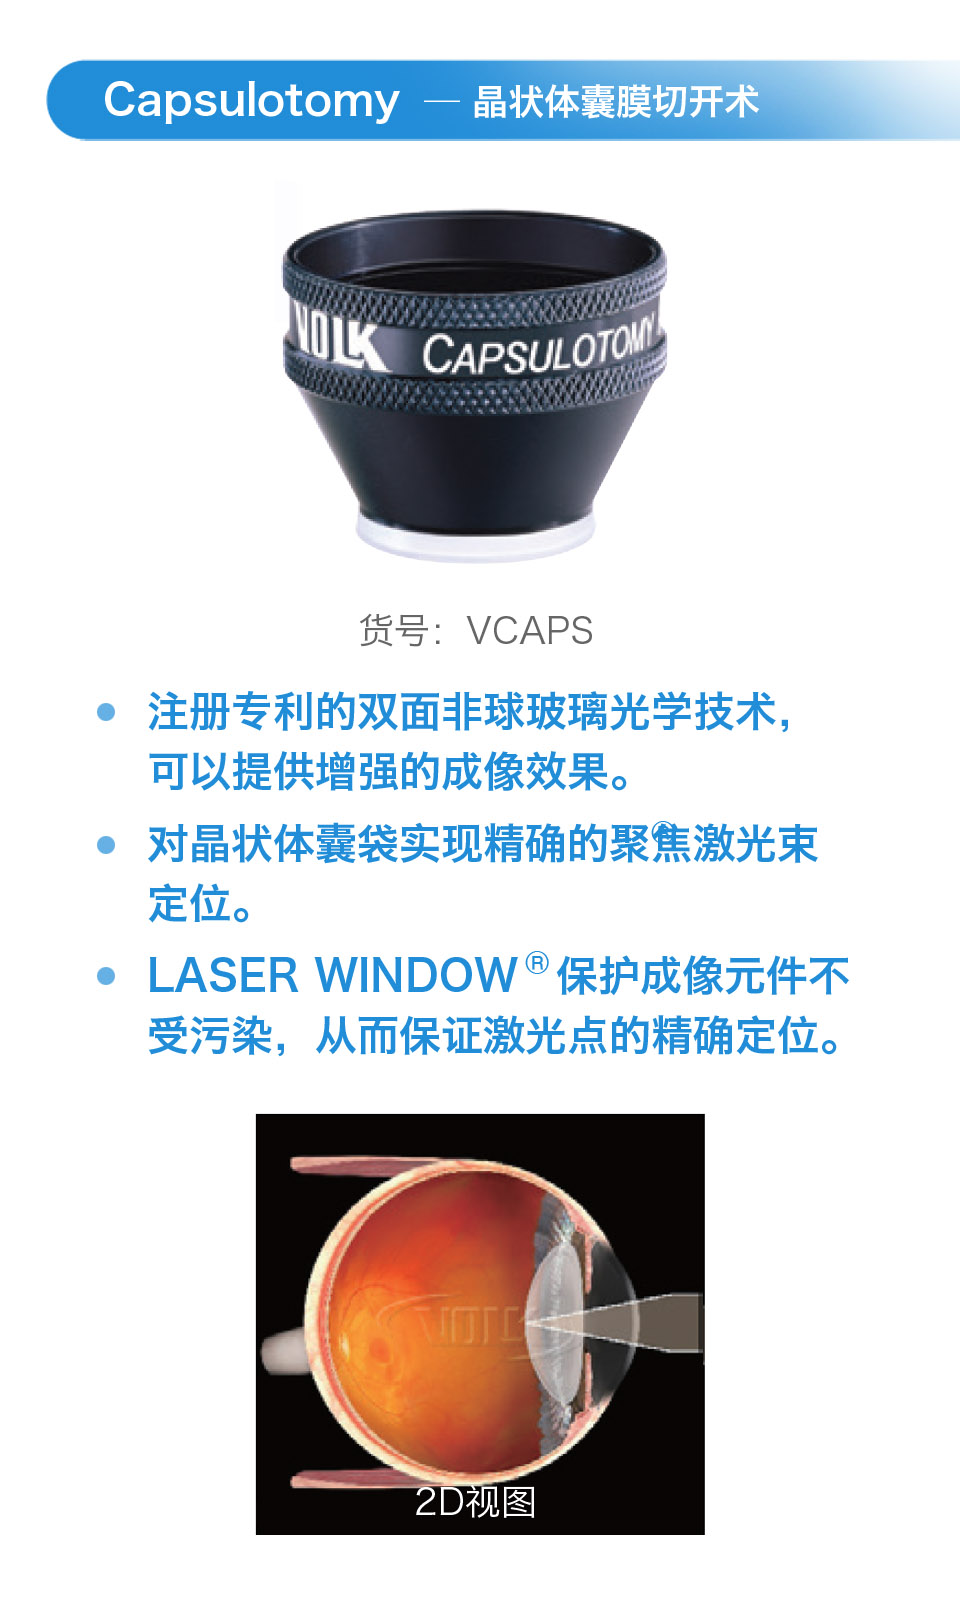 Capsulotomy — 晶状体囊膜切开术
VOLK CAPSULOTOMY
货号：VCAPS
注册专利的双面非球玻璃光学技术，
可以提供增强的成像效果。
对晶状体囊袋实现精确的聚焦激光束
®
定位。
LASER WINDOW® 保护成像元件不
受污染，从而保证激光点的精确定位。
VOLK
2D视图